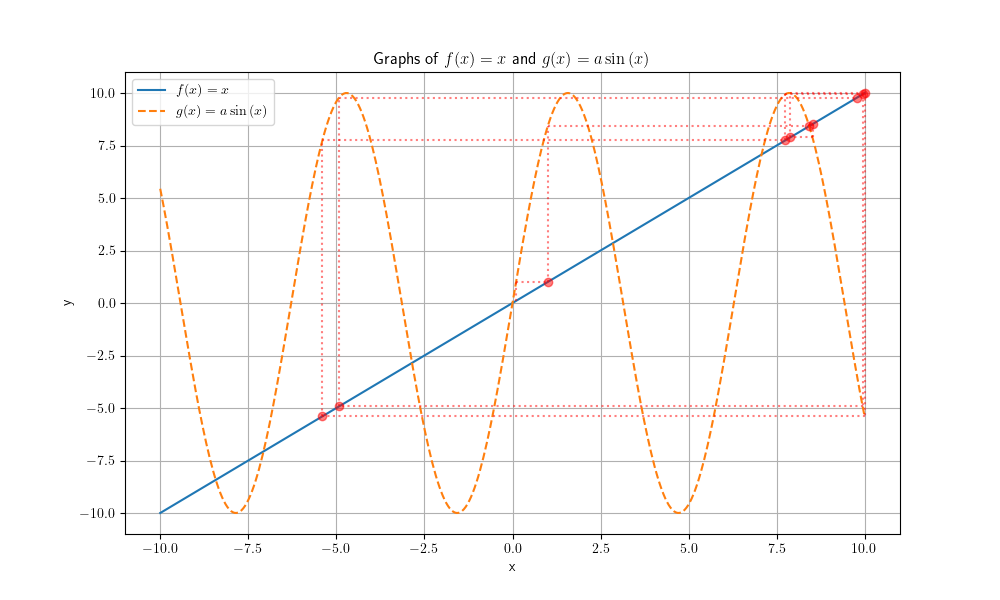 Graphs of f(x) = x and g(x) = a sin (x)
f(x) = x
g(x) = a sin (x)
10.0
7.5
5.0
2.5
0.0
−2.5
−5.0
−7.5
−10.0
y
−10.0 −7.5 −5.0 −2.5 0.0 2.5 5.0 7.5 10.0
x